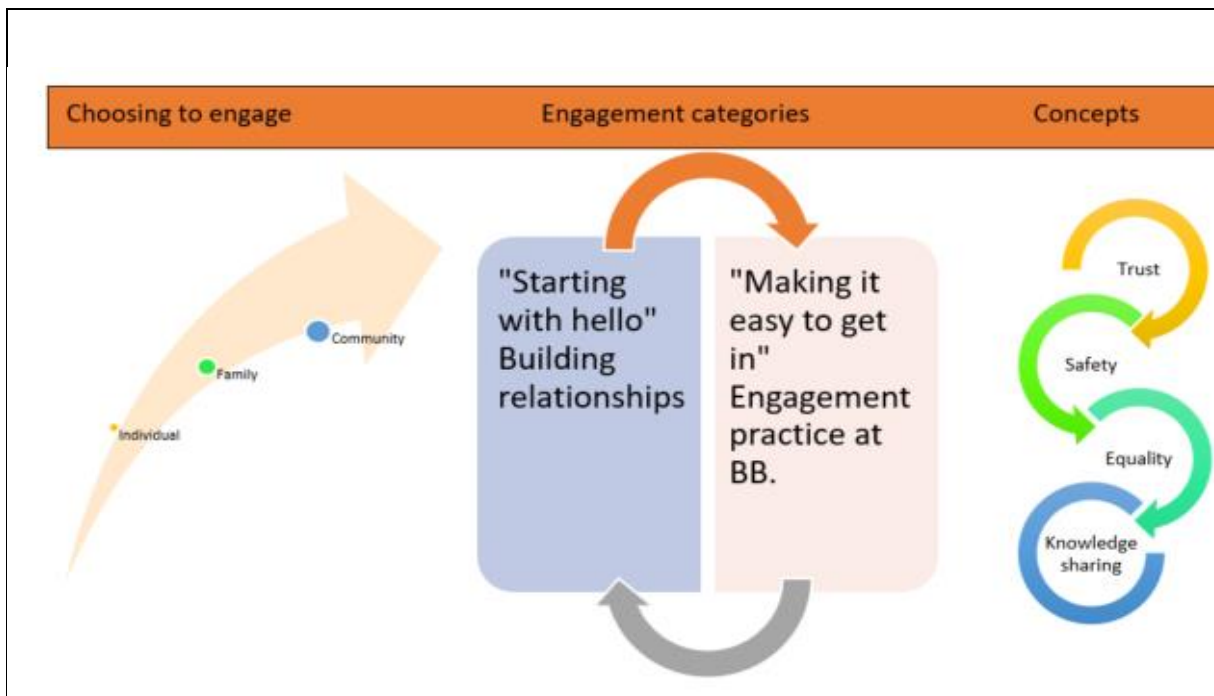 Choosing to engage
Engagement categories
Concepts
Individual
Family
Community
"Starting
with hello"
Building
relationships
"Making it
easy to get
in"
Engagement
practice at
BB.
Trust
Safety
Equality
Knowledge
sharing